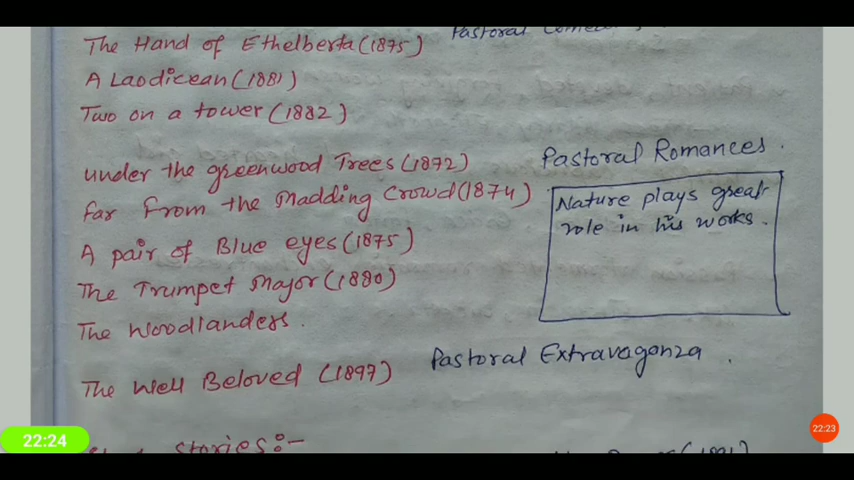 The Hand of Ethelberta(1875)
Pastoral
A Laodicean(1881)
Two on a tower(1882)
under the greenwood Trees(1872)
Pastoral Romances.
far from the Madding Crowd(1874)
Nature plays great
role in his works.
A pair of Blue eyes(1875)
The Trumpet Major(1880)
The Woodlanders.
Pastoral Extravaganza.
The Well Beloved (1897)
stories:-
22:24
22:23